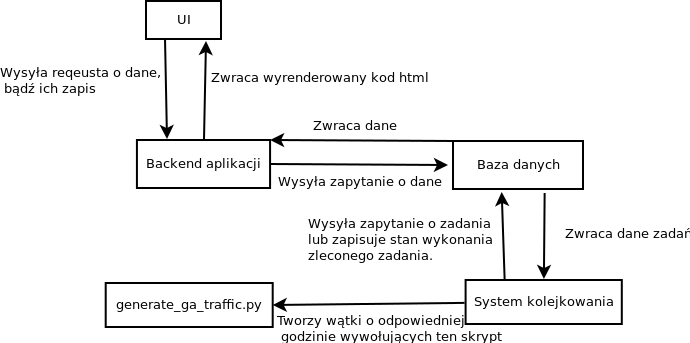 UI
Wysyła reqeusta o dane,
bądź ich zapis
Zwraca wyrenderowany kod html
Zwraca dane
Backend aplikacji
Baza danych
Wysyła zapytanie o dane
Wysyła zapytanie o zadania
lub zapisuje stan wykonania
zleconego zadania.
Zwraca dane zadań
generate_ga_traffic.py
System kolejkowania
Tworzy wątki o odpowiedniej
godzinie wywołujących ten skrypt